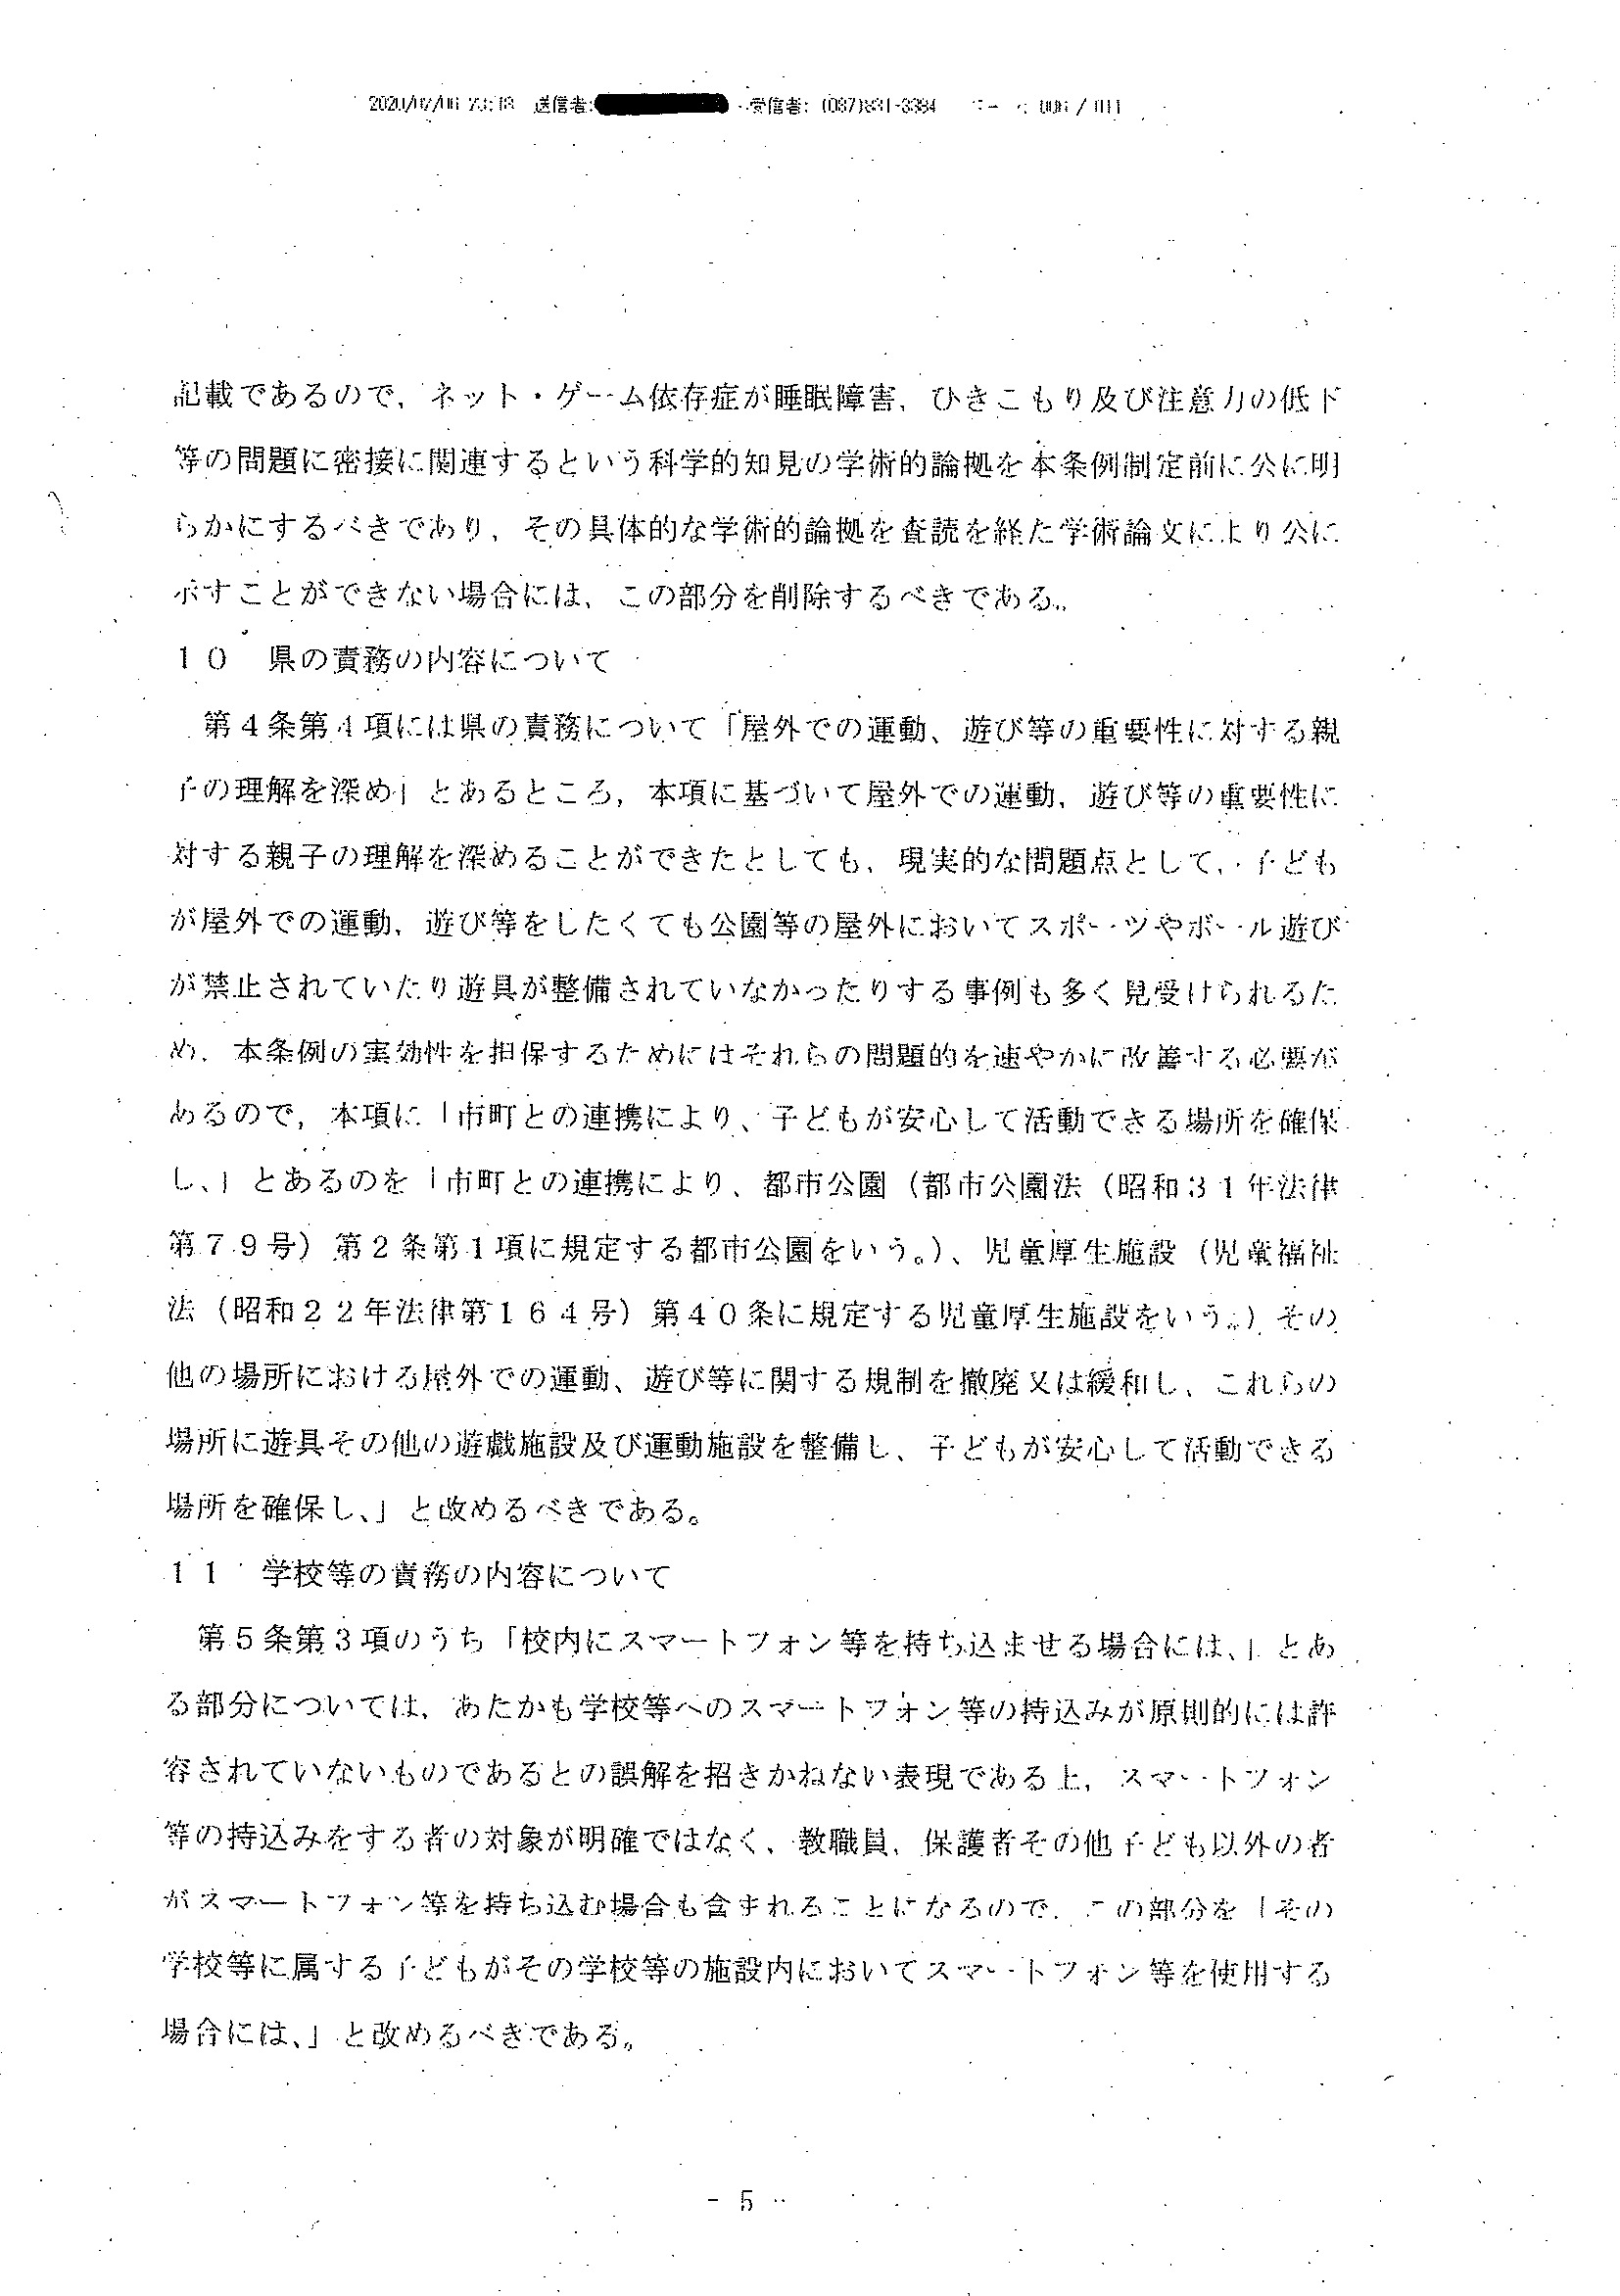 送信者: 受信者: (087)831-3384 006 / 011
記載であるので，ネット・ゲーム依存症が睡眠障害，ひきこもり及び注意力の低下
等の問題に密接に関連するという科学的知見の学術的論拠を本条例制定前に公に明
らかにするべきであり，その具体的な学術的論拠を査読を経た学術論文により公に
示すことができない場合には，この部分を削除するべきである。
１０　県の責務の内容について
　第４条第４項には県の責務について「屋外での運動、遊び等の重要性に対する親
子の理解を深め」とあるところ，本項に基づいて屋外での運動，遊び等の重要性に
対する親子の理解を深めることができたとしても，現実的な問題点として，子ども
が屋外での運動，遊び等をしたくても公園等の屋外においてスポーツやボール遊び
が禁止されていたり遊具が整備されていなかったりする事例も多く見受けられるた
め，本条例の実効性を担保するためにはそれらの問題的を速やかに改善する必要が
あるので，本項に「市町との連携により、子どもが安心して活動できる場所を確保
し、」とあるのを「市町との連携により、都市公園（都市公園法（昭和３１年法律
第７９号）第２条第１項に規定する都市公園をいう。）、児童厚生施設（児童福祉
法（昭和２２年法律第１６４号）第４０条に規定する児童厚生施設をいう。）その
他の場所における屋外での運動、遊び等に関する規制を撤廃又は緩和し、これらの
場所に遊具その他の遊戯施設及び運動施設を整備し、子どもが安心して活動できる
場所を確保し、」と改めるべきである。
１１　学校等の責務の内容について
　第５条第３項のうち「校内にスマートフォン等を持ち込ませる場合には、」とあ
る部分については，あたかも学校等へのスマートフォン等の持込みが原則的には許
容されていないものであるとの誤解を招きかねない表現である上，スマートフォン
等の持込みをする者の対象が明確ではなく、教職員，保護者その他子ども以外の者
がスマートフォン等を持ち込む場合も含まれることになるので，この部分を「その
学校等に属する子どもがその学校等の施設内においてスマートフォン等を使用する
場合には、」と改めるべきである。
- 5 -